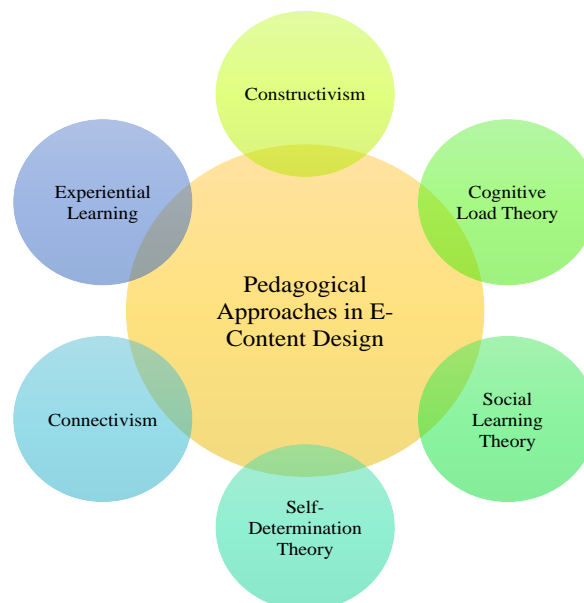 Constructivism
Experiential
Learning
Cognitive
Load Theory
Pedagogical
Approaches in E-
Content Design
Connectivism
Social
Learning
Theory
Self-
Determination
Theory